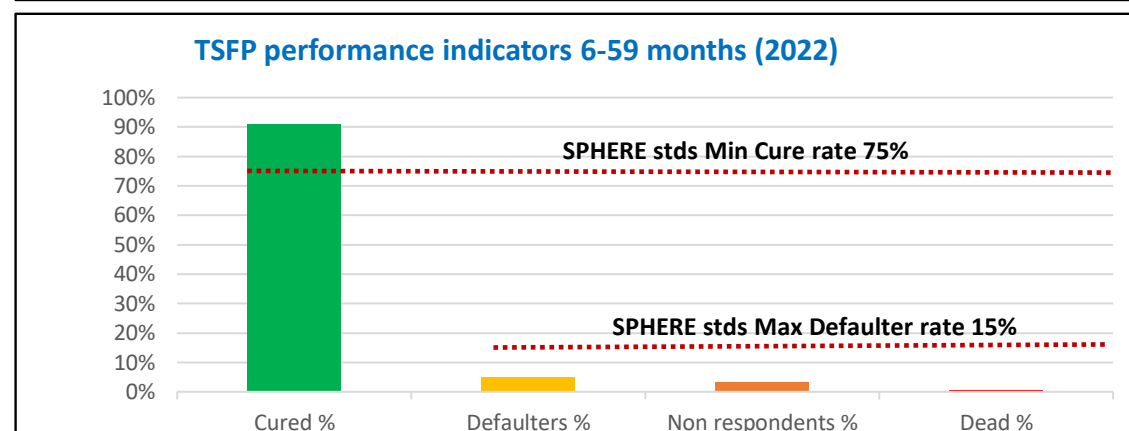 TSFP performance indicators 6-59 months (2022)
100%
90%
80%
70%
60%
50%
40%
30%
20%
10%
0%
SPHERE stds Min Cure rate 75%
SPHERE stds Max Defaulter rate 15%
Cured % Defaulters % Non respondents % Dead %